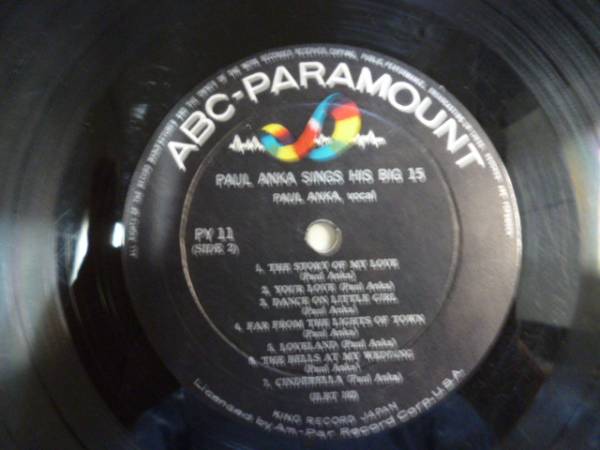 ABC-PARAMOUNT
PAUL ANKA SINGS HIS BIG 15
PAUL ANKA, vocal
PY 11
(SIDE 2)
1. THE STORY OF MY LOVE
(Paul Anka)
2. YOUR LOVE (Paul Anka)
3. DANCE ON LITTLE GIRL
(Paul Anka)
4. FAR FROM THE LIGHTS OF TOWN
(Paul Anka)
5. LOVELAND (Paul Anka)
6. THE BELLS AT MY WEDDING
(Paul Anka)
7. CINDERELLA (Paul Anka)
KING RECORD JAPAN
Licensed by Am-Par Record Corp. U.S.A.